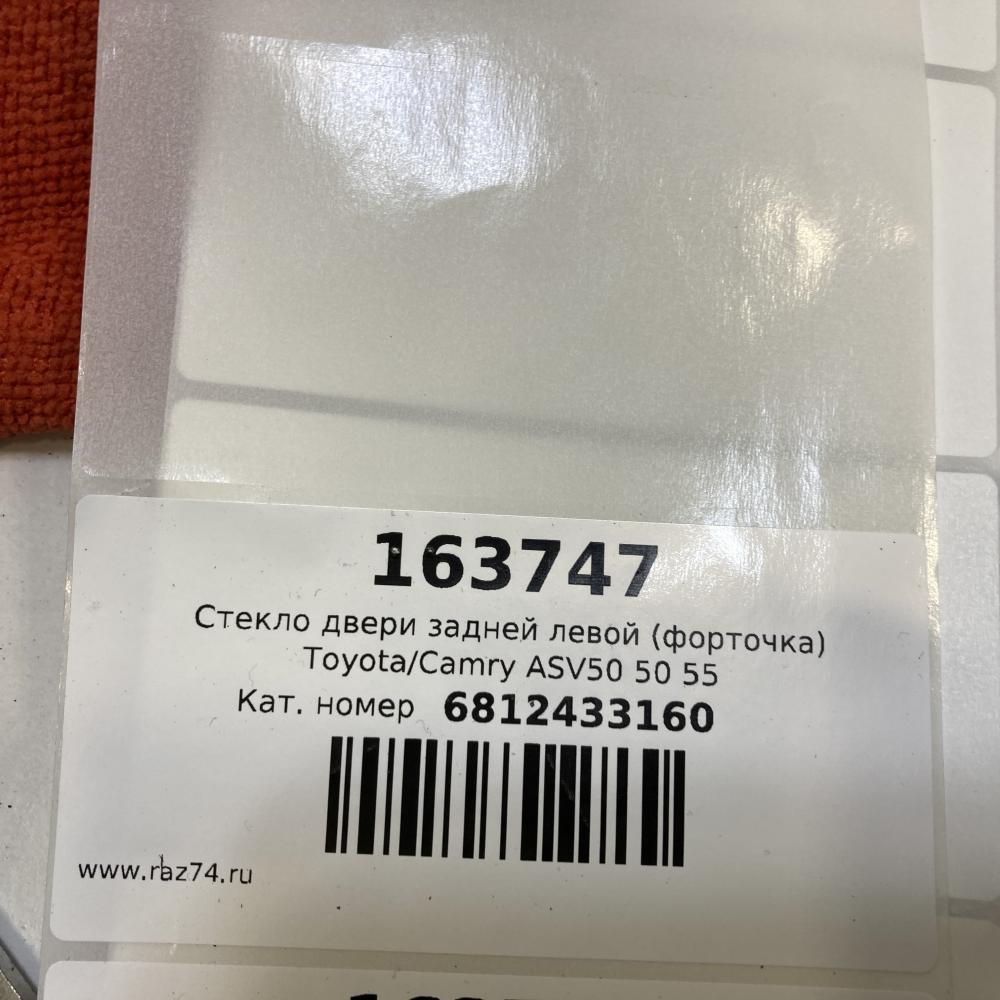 163747
Стекло двери задней левой (форточка)
Toyota/Camry ASV50 50 55
Кат. номер 6812433160
www.raz74.ru